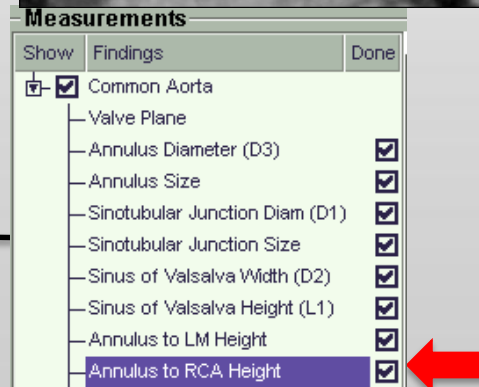 Measurements
Show Findings Done
Common Aorta
Valve Plane
Annulus Diameter (D3)
Annulus Size
Sinotubular Junction Diam (D1)
Sinotubular Junction Size
Sinus of Valsalva Width (D2)
Sinus of Valsalva Height (L1)
Annulus to LM Height
Annulus to RCA Height